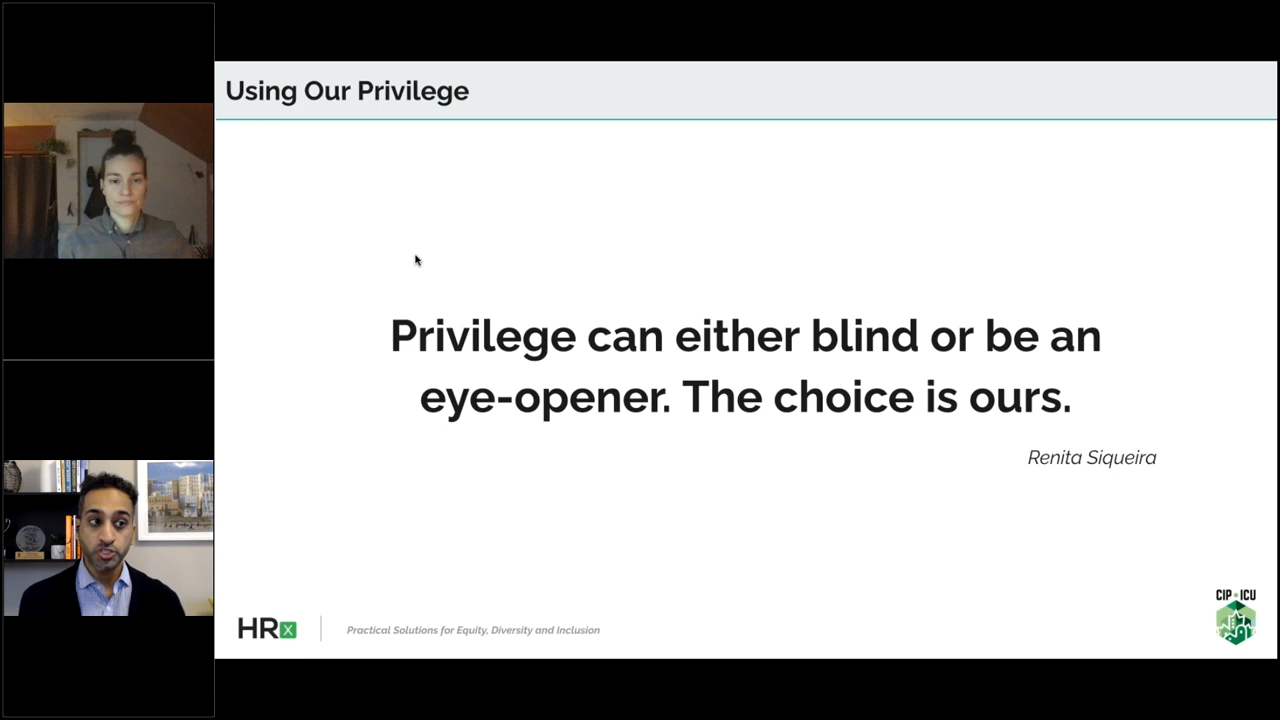 Using Our Privilege
Privilege can either blind or be an
eye-opener. The choice is ours.
Renita Siqueira
HRx
Practical Solutions for Equity, Diversity and Inclusion
CIP ICU